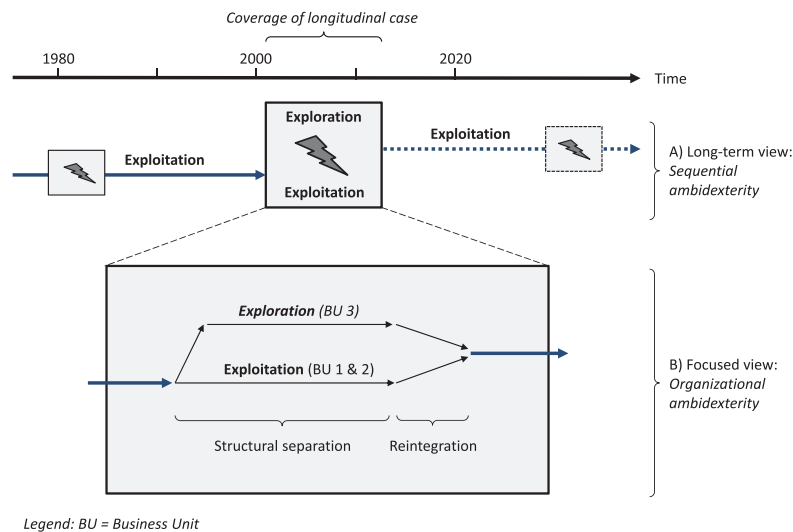 Coverage of longitudinal case
1980
2000
2020
Time
Exploration
Exploitation
Exploitation
Exploitation
A) Long-term view:
Sequential
ambidexterity
Exploration (BU 3)
Exploitation (BU 1 & 2)
Structural separation
Reintegration
B) Focused view:
Organizational
ambidexterity
Legend: BU = Business Unit